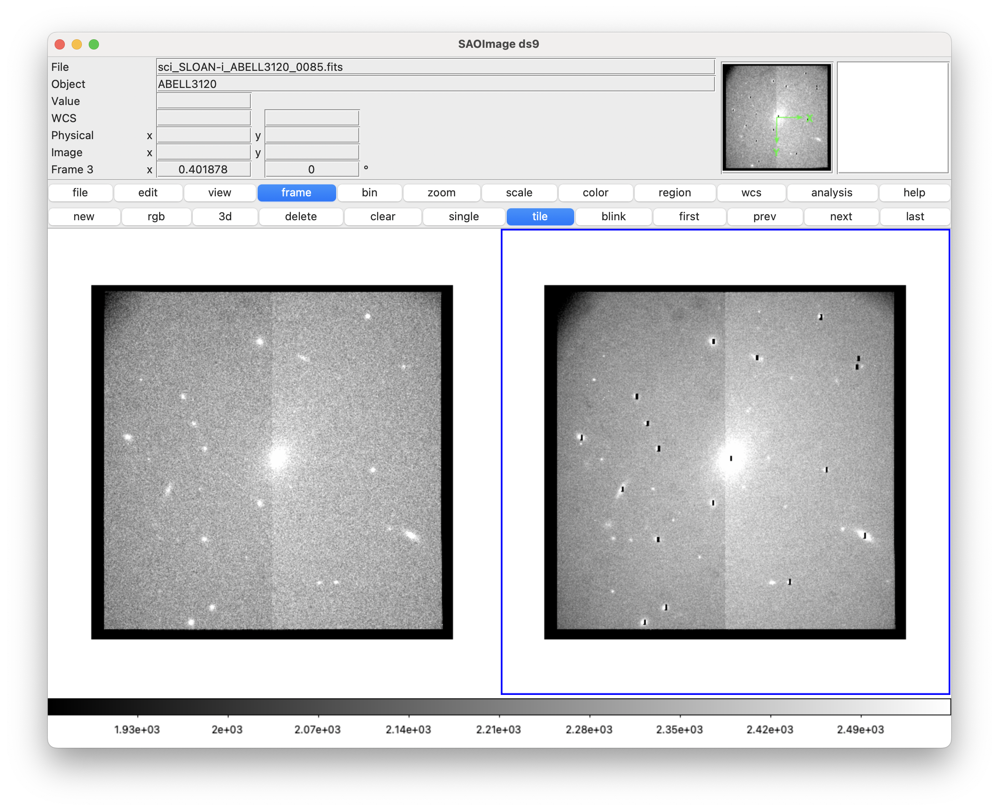 SAOImage ds9
File sci_SLOAN-i_ABELL3120_0085.fits
Object ABELL3120
Value
WCS
Physical x y
Image x y
Frame 3 x 0.401878 0 °
X
Y
file edit view frame bin zoom scale color region wcs analysis help
new rgb 3d delete clear single tile blink first prev next last
1.93e+03 2e+03 2.07e+03 2.14e+03 2.21e+03 2.28e+03 2.35e+03 2.42e+03 2.49e+03